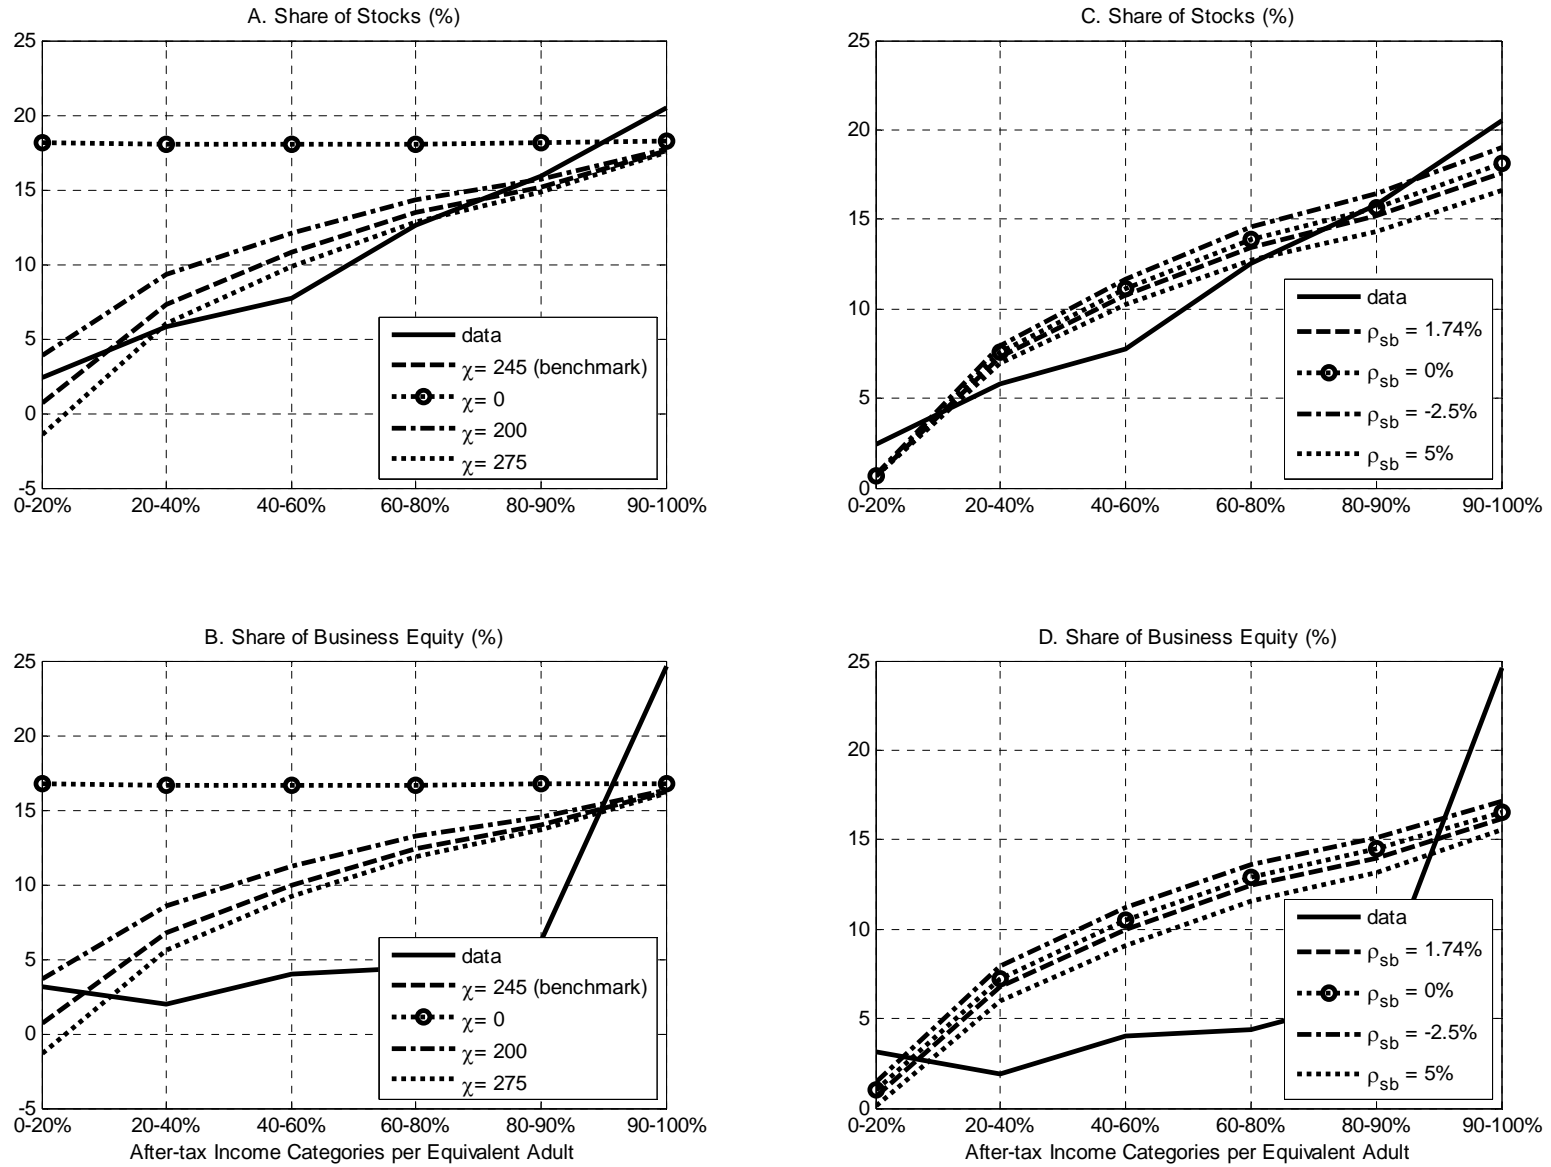 A. Share of Stocks (%)
25
20
15
10
5
0
-5
0-20% 20-40% 40-60% 60-80% 80-90% 90-100%
data
χ= 245 (benchmark)
χ= 0
χ= 200
χ= 275
C. Share of Stocks (%)
25
20
15
10
5
0
0-20% 20-40% 40-60% 60-80% 80-90% 90-100%
data
ρsb = 1.74%
ρsb = 0%
ρsb = -2.5%
ρsb = 5%
B. Share of Business Equity (%)
25
20
15
10
5
0
-5
0-20% 20-40% 40-60% 60-80% 80-90% 90-100%
After-tax Income Categories per Equivalent Adult
data
χ= 245 (benchmark)
χ= 0
χ= 200
χ= 275
D. Share of Business Equity (%)
25
20
15
10
5
0
0-20% 20-40% 40-60% 60-80% 80-90% 90-100%
After-tax Income Categories per Equivalent Adult
data
ρsb = 1.74%
ρsb = 0%
ρsb = -2.5%
ρsb = 5%